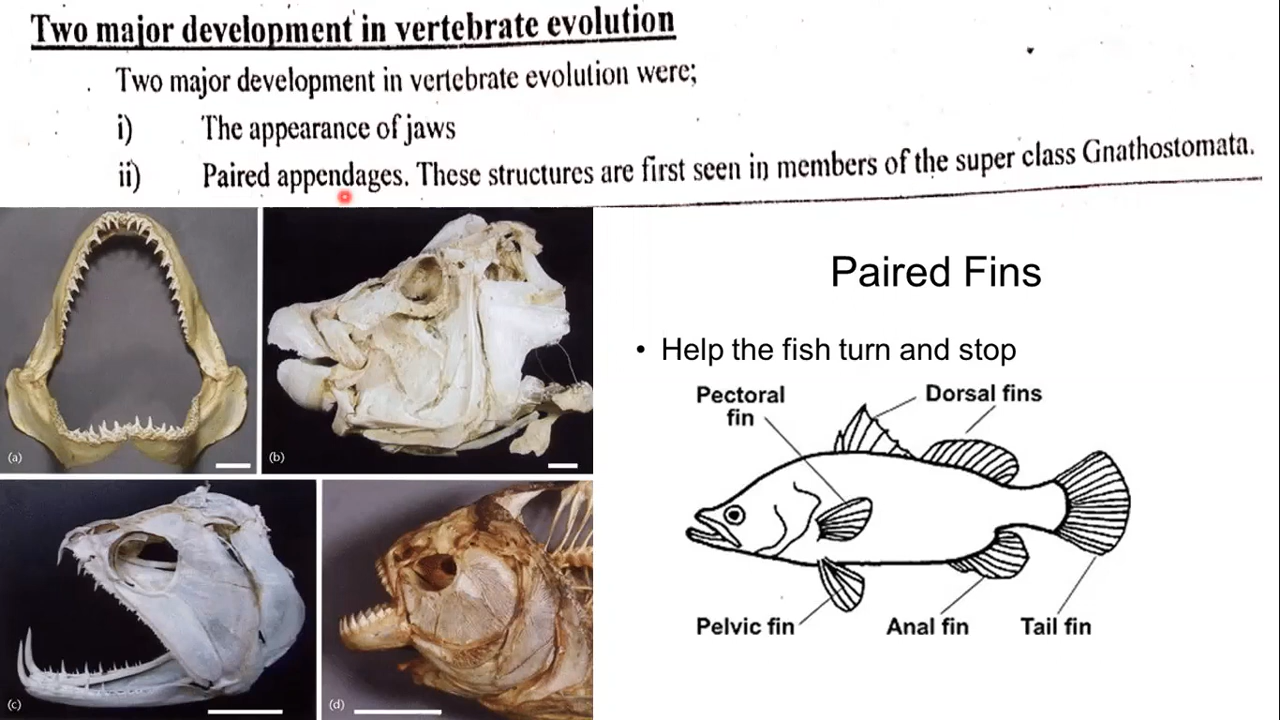 Two major development in vertebrate evolution
Two major development in vertebrate evolution were;
i) The appearance of jaws
ii) Paired appendages. These structures are first seen in members of the super class Gnathostomata.
(a)
(b)
(c)
(d)
Paired Fins
• Help the fish turn and stop
Pectoral
fin
Dorsal fins
Pelvic fin
Anal fin
Tail fin